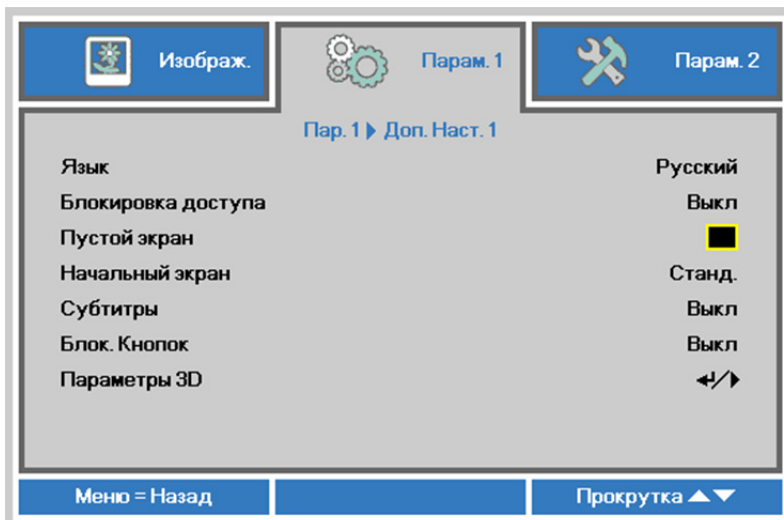 Изображ. Парам. 1 Парам. 2
Пар. 1 ▶ Доп. Наст. 1
Язык Русский
Блокировка доступа Выкл
Пустой экран
Начальный экран Станд.
Субтитры Выкл
Блок. Кнопок Выкл
Параметры 3D ↵/▶
Меню = Назад Прокрутка ▲▼